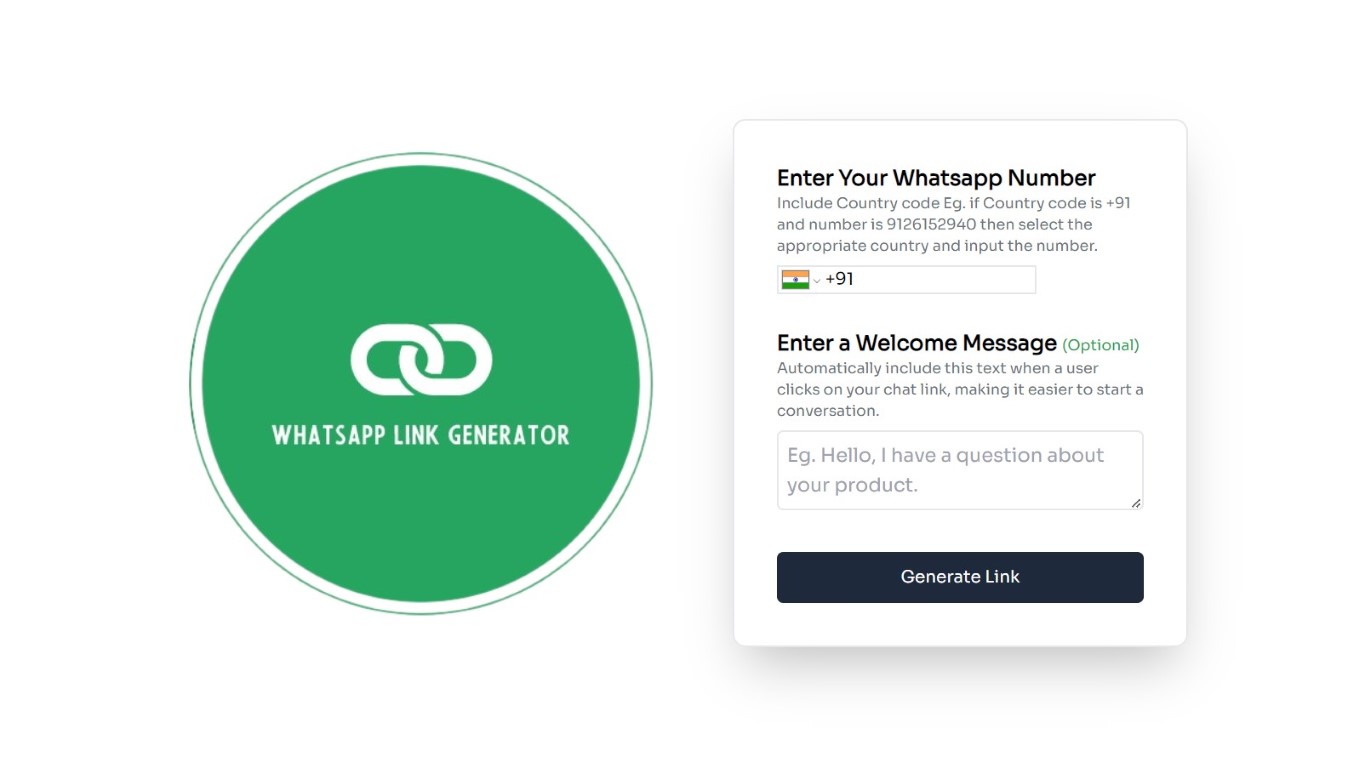 WHATSAPP LINK GENERATOR
Enter Your Whatsapp Number
Include Country code Eg. if Country code is +91
and number is 9126152940 then select the
appropriate country and input the number.
+91
Enter a Welcome Message (Optional)
Automatically include this text when a user
clicks on your chat link, making it easier to start a
conversation.
Eg. Hello, I have a question about
your product.
Generate Link